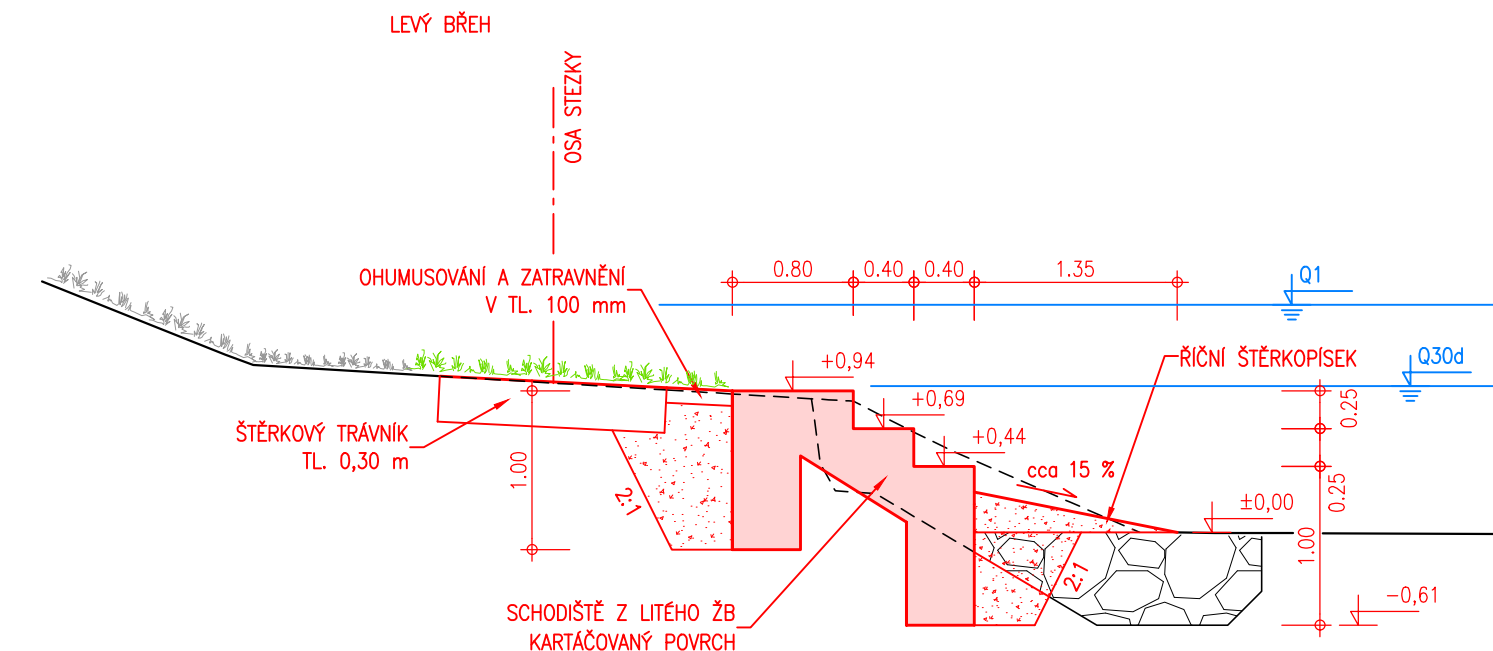 LEVÝ BŘEH
OSA STEZKY
OHUMUSOVÁNÍ A ZATRAVNĚNÍ
V TL. 100 mm
0.80
0.40
0.40
1.35
Q1
Q30d
ŘÍČNÍ ŠTĚRKOPÍSEK
+0,94
+0,69
+0,44
cca 15 %
±0,00
-0,61
0.25
0.25
1.00
ŠTĚRKOVÝ TRÁVNÍK
TL. 0,30 m
1.00
2:1
2:1
SCHODIŠTĚ Z LITÉHO ŽB
KARTÁČOVANÝ POVRCH